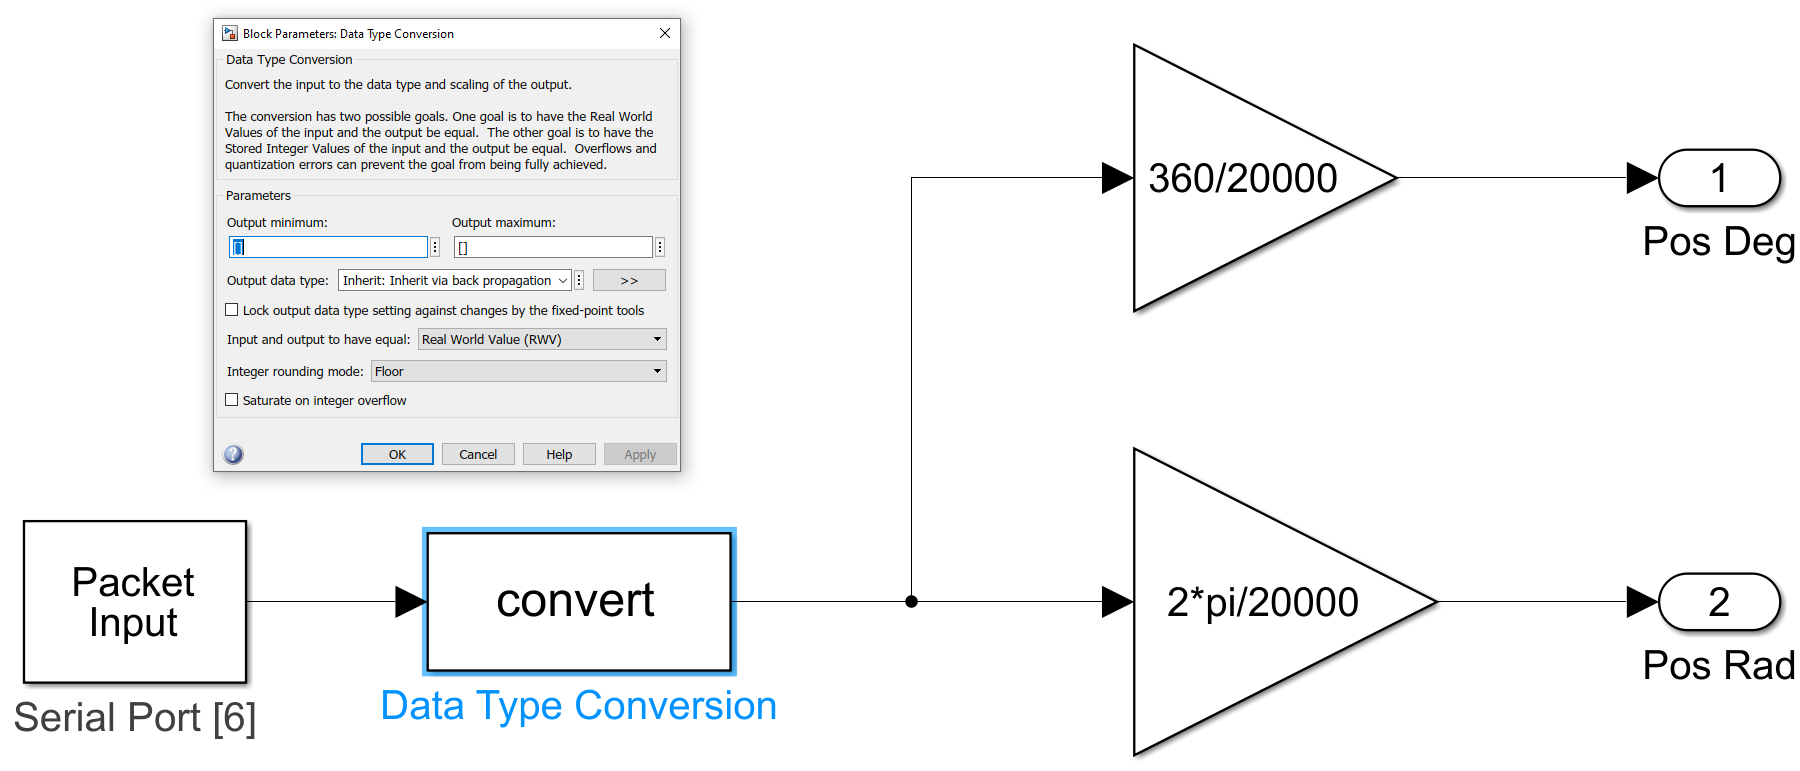 Block Parameters: Data Type Conversion
Data Type Conversion
Convert the input to the data type and scaling of the output.
The conversion has two possible goals. One goal is to have the Real World
Values of the input and the output be equal.  The other goal is to have the
Stored Integer Values of the input and the output be equal.  Overflows and
quantization errors can prevent the goal from being fully achieved.
Parameters
Output minimum:
Output maximum:
[]
[]
Output data type:
Inherit: Inherit via back propagation
>>
Lock output data type setting against changes by the fixed-point tools
Input and output to have equal:
Real World Value (RWV)
Integer rounding mode:
Floor
Saturate on integer overflow
?
OK
Cancel
Help
Apply
360/20000
1
Pos Deg
Packet
Input
Serial Port [6]
convert
Data Type Conversion
2*pi/20000
2
Pos Rad